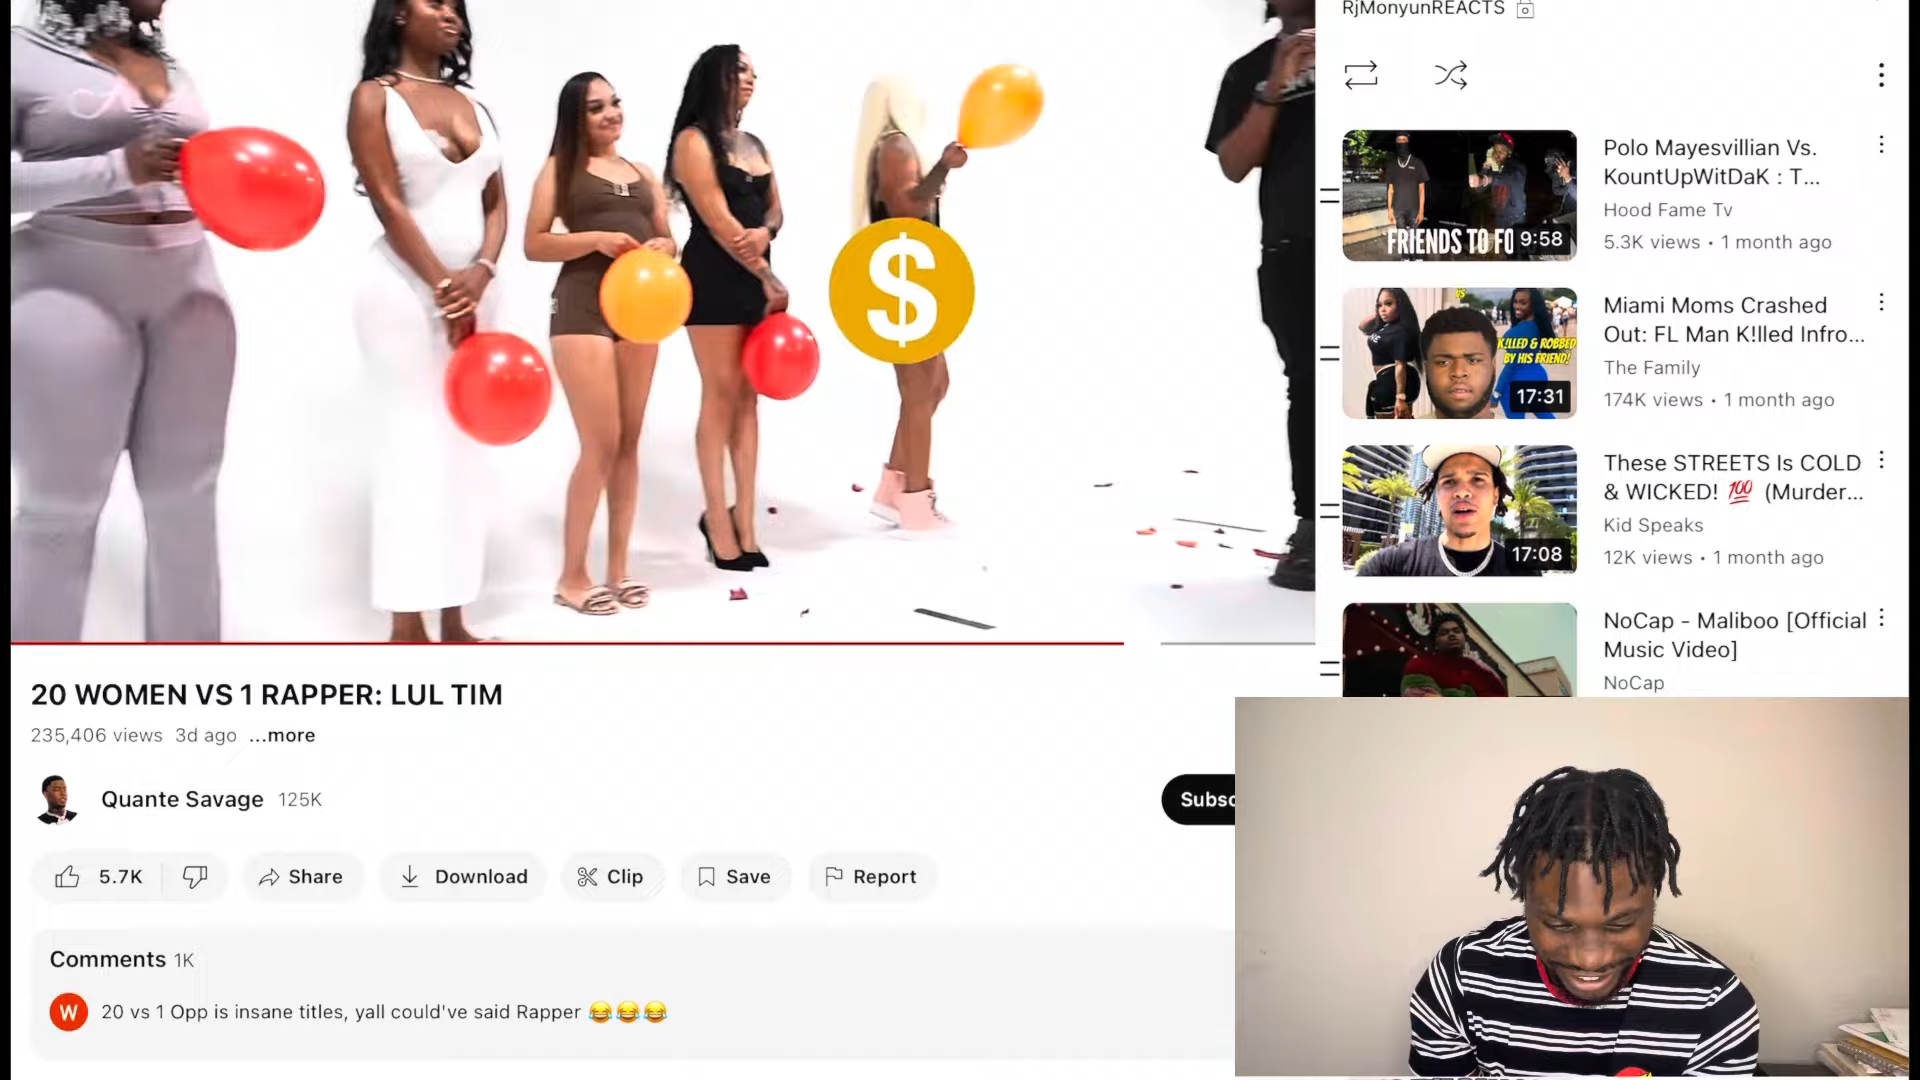 $
20 WOMEN VS 1 RAPPER: LUL TIM
235,406 views 3d ago ...more
Quante Savage 125K
Subsc
5.7K
Share
Download
Clip
Save
Report
Comments 1K
W
20 vs 1 Opp is insane titles, yall could've said Rapper 😂😂😂
RjMonyunREACTS
FRIENDS TO FO
9:58
Polo Mayesvillian Vs.
KountUpWitDaK : T...
Hood Fame Tv
5.3K views • 1 month ago
VS
K!LLED & ROBBED
BY HIS FRIEND!
17:31
Miami Moms Crashed
Out: FL Man K!lled Infro...
The Family
174K views • 1 month ago
17:08
These STREETS Is COLD
& WICKED! 💯 (Murder...
Kid Speaks
12K views • 1 month ago
NoCap - Maliboo [Official
Music Video]
NoCap